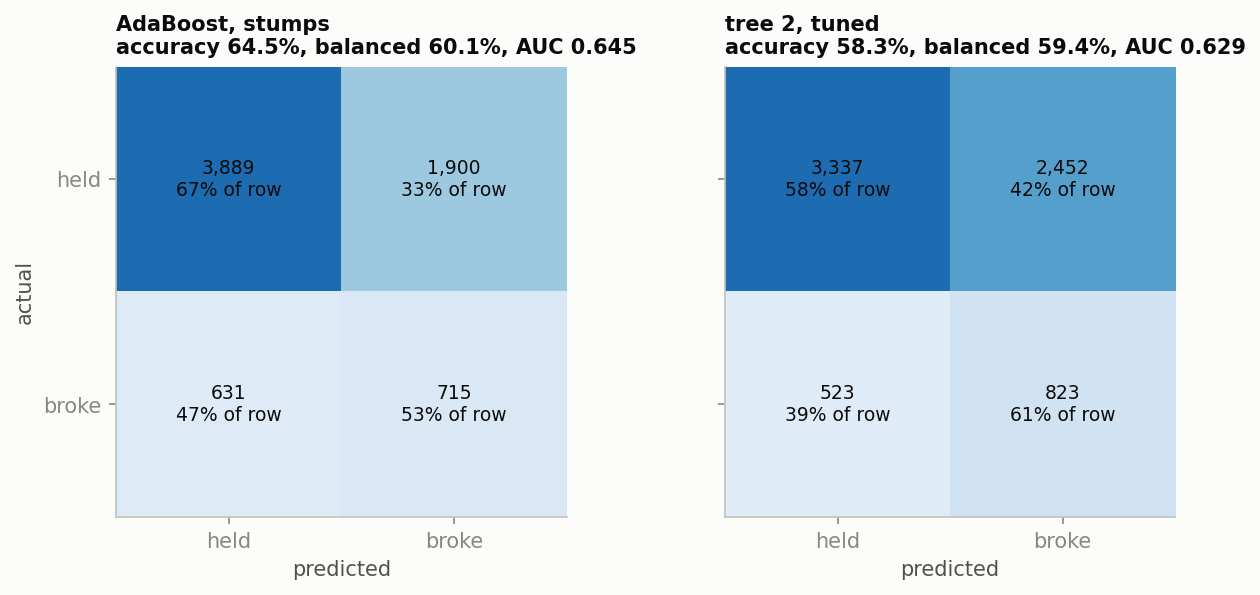 AdaBoost, stumps
accuracy 64.5%, balanced 60.1%, AUC 0.645
held
3,889
67% of row
1,900
33% of row
broke
631
47% of row
715
53% of row
actual
held
broke
predicted
tree 2, tuned
accuracy 58.3%, balanced 59.4%, AUC 0.629
3,337
58% of row
2,452
42% of row
523
39% of row
823
61% of row
held
broke
predicted